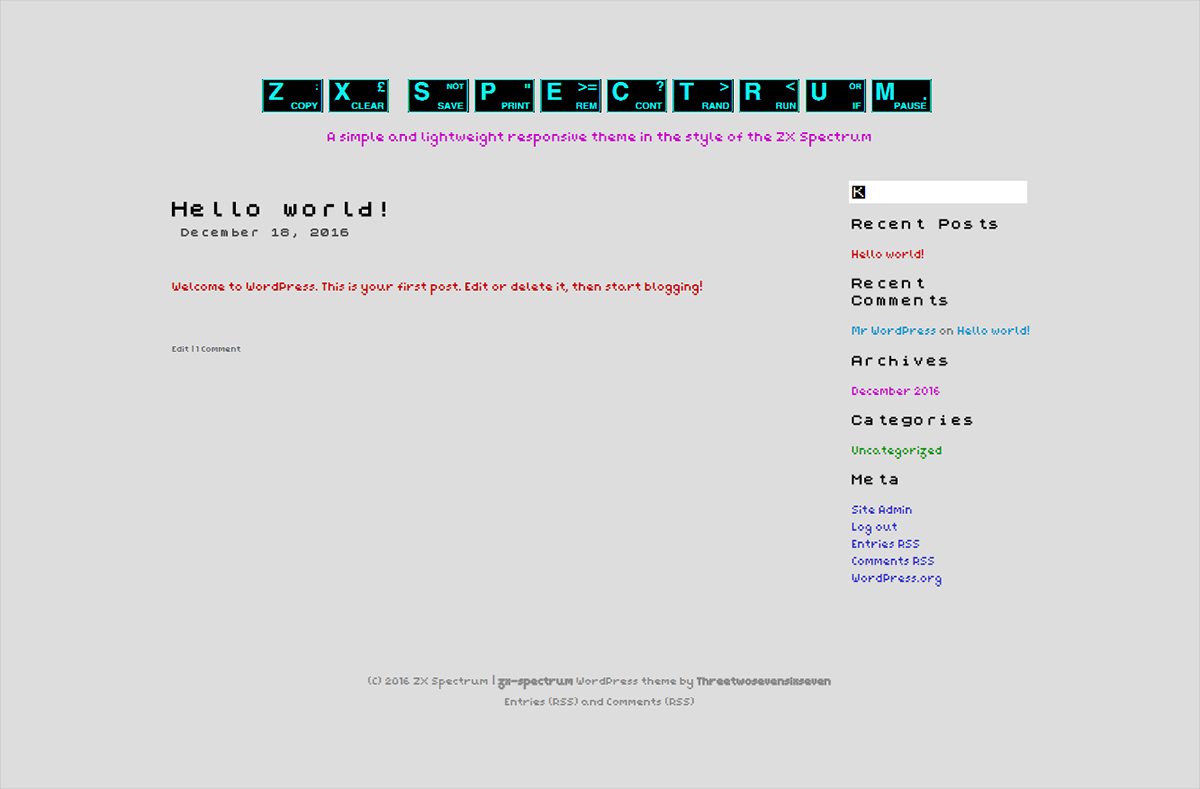 Z : COPY X £ CLEAR S NOT SAVE P " PRINT E >= REM C ? CONT T > RAND R < RUN U OR IF M . PAUSE
A simple and lightweight responsive theme in the style of the ZX Spectrum
Hello world!
December 18, 2016
Welcome to WordPress. This is your first post. Edit or delete it, then start blogging!
Edit | 1 Comment
K
Recent Posts
Hello world!
Recent
Comments
Mr WordPress on Hello world!
Archives
December 2016
Categories
Uncategorized
Meta
Site Admin
Log out
Entries RSS
Comments RSS
WordPress.org
(C) 2016 ZX Spectrum | zx-spectrum WordPress theme by Threetwosevensixseven
Entries (RSS) and Comments (RSS)